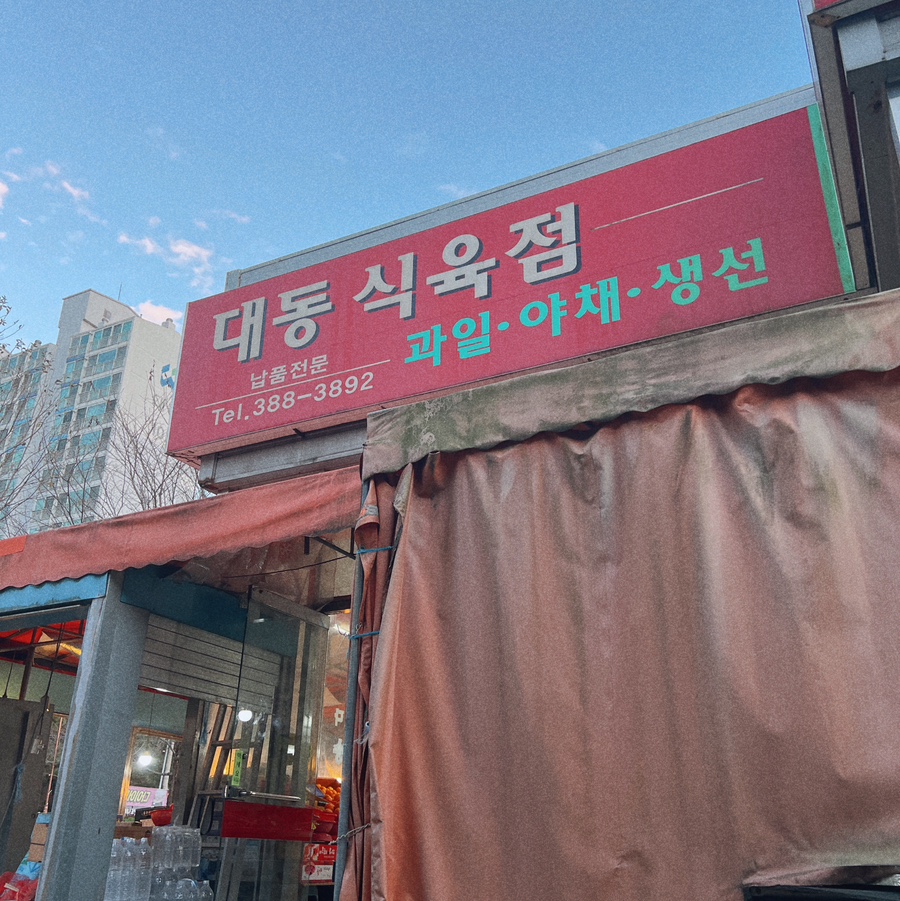 대동 식육점
과일·야채·생선
납품전문
Tel.388-3892